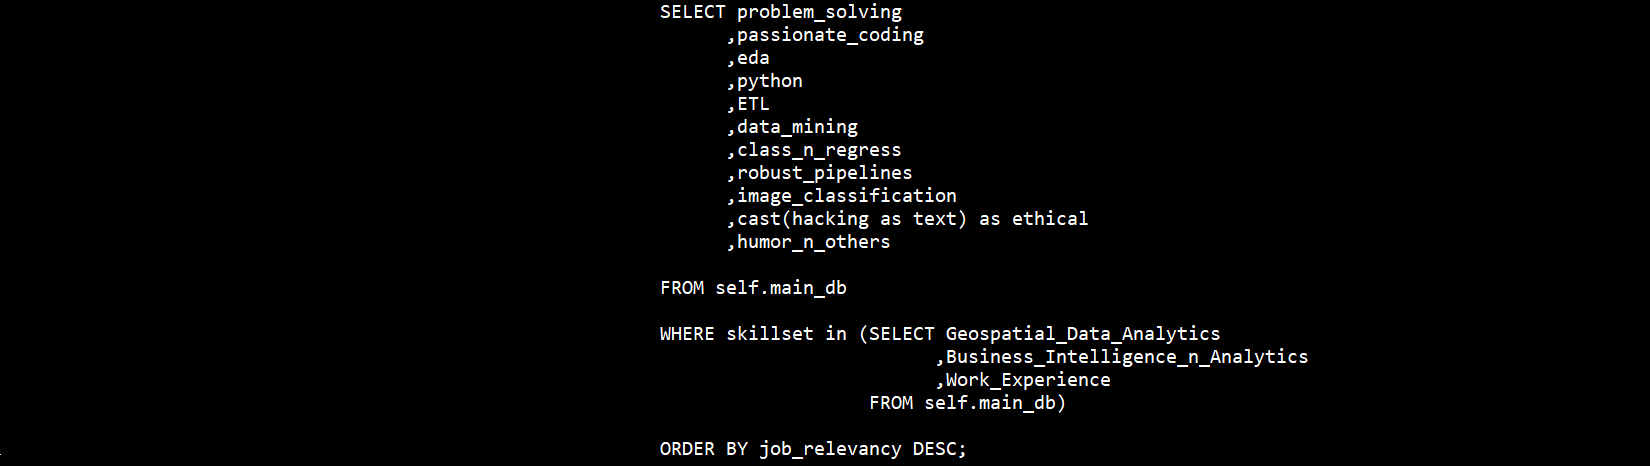 SELECT problem_solving
,passionate_coding
,eda
,python
,ETL
,data_mining
,class_n_regress
,robust_pipelines
,image_classification
,cast(hacking as text) as ethical
,humor_n_others
FROM self.main_db
WHERE skillset in (SELECT Geospatial_Data_Analytics
,Business_Intelligence_n_Analytics
,Work_Experience
FROM self.main_db)
ORDER BY job_relevancy DESC;